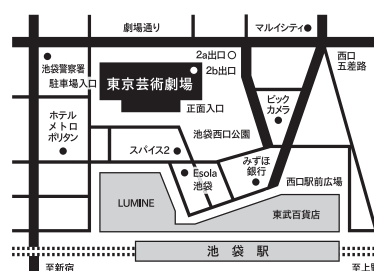 劇場通り
マルイシティ
2a出口
2b出口
西口
五差路
池袋警察署
駐車場入口
東京芸術劇場
正面入口
ビック
カメラ
ホテル
メトロ
ポリタン
池袋西口公園
スパイス2
みずほ
銀行
Esola
池袋
西口駅前広場
LUMINE
東武百貨店
池袋駅
至新宿
至上野